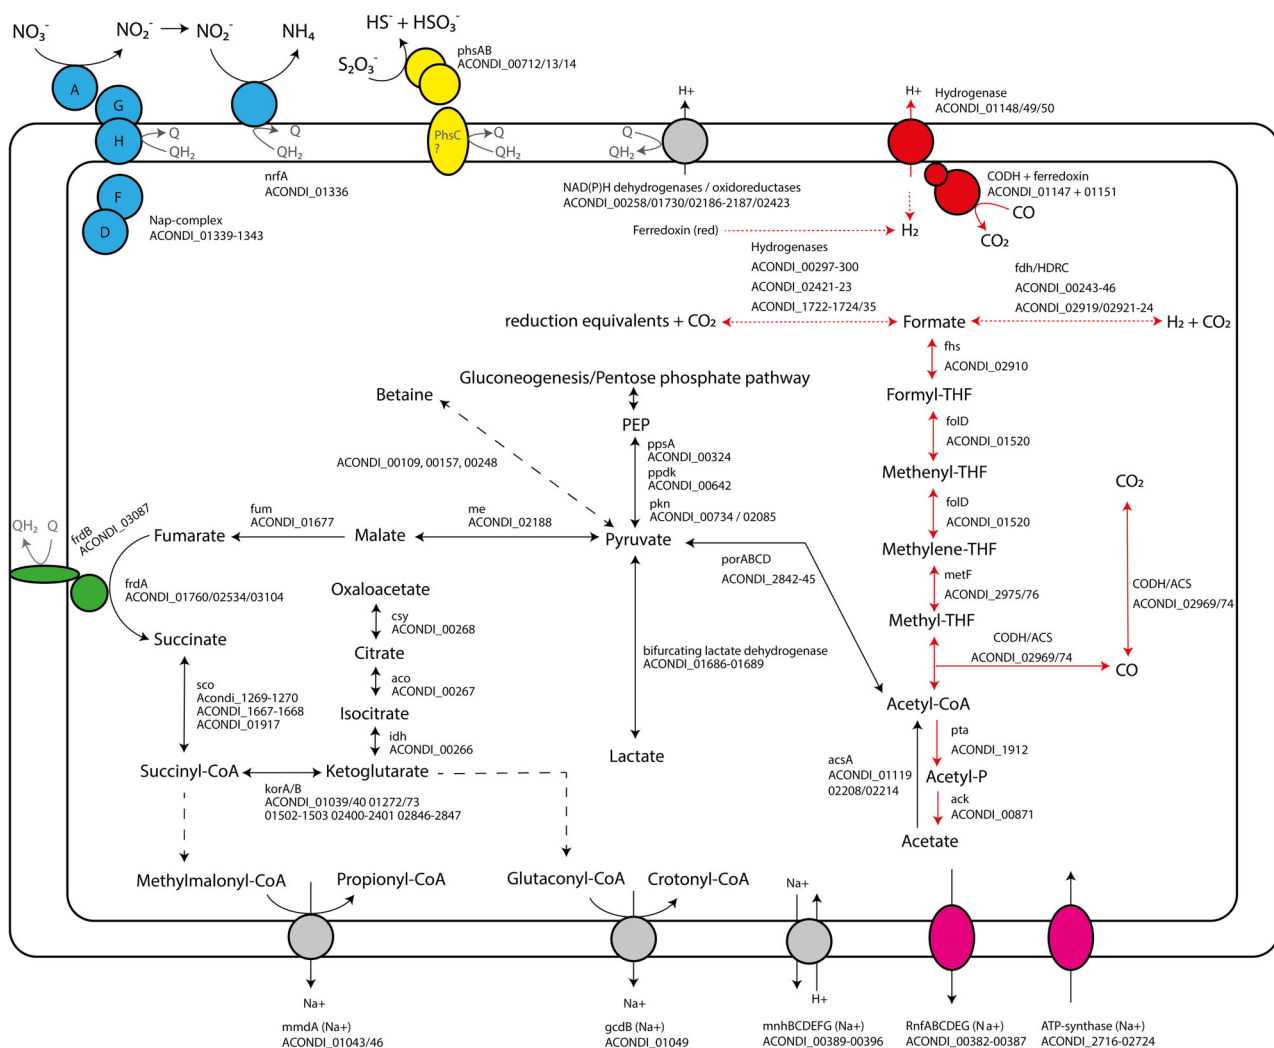 NO₃⁻
NO₂⁻
NO₂⁻
NH₄
HS⁻ + HSO₃⁻
S₂O₃⁻
phsAB
ACONDI_00712/13/14
A
G
H
F
D
Q
QH₂
Q
QH₂
nrfA
ACONDI_01336
Nap-complex
ACONDI_01339-1343
PhsC
?
Q
QH₂
Q
QH₂
H+
NAD(P)H dehydrogenases / oxidoreductases
ACONDI_00258/01730/02186-2187/02423
H+
Hydrogenase
ACONDI_01148/49/50
CODH + ferredoxin
ACONDI_01147 + 01151
CO
CO₂
Ferredoxin (red)
H₂
Hydrogenases
ACONDI_00297-300
ACONDI_02421-23
ACONDI_1722-1724/35
fdh/HDRC
ACONDI_00243-46
ACONDI_02919/02921-24
reduction equivalents + CO₂
Formate
H₂ + CO₂
fhs
ACONDI_02910
Formyl-THF
folD
ACONDI_01520
Methenyl-THF
folD
ACONDI_01520
Methylene-THF
metF
ACONDI_2975/76
Methyl-THF
CODH/ACS
ACONDI_02969/74
CO₂
CODH/ACS
ACONDI_02969/74
CO
Acetyl-CoA
pta
ACONDI_1912
Acetyl-P
ack
ACONDI_00871
Acetate
acsA
ACONDI_01119
02208/02214
Gluconeogenesis/Pentose phosphate pathway
PEP
ppsA
ACONDI_00324
ppdk
ACONDI_00642
pkn
ACONDI_00734 / 02085
Betaine
ACONDI_00109, 00157, 00248
Pyruvate
porABCD
ACONDI_2842-45
bifurcating lactate dehydrogenase
ACONDI_01686-01689
Lactate
me
ACONDI_02188
Malate
fum
ACONDI_01677
Fumarate
QH₂
Q
frdB
ACONDI_03087
frdA
ACONDI_01760/02534/03104
Succinate
sco
Acondi_1269-1270
ACONDI_1667-1668
ACONDI_01917
Succinyl-CoA
Oxaloacetate
csy
ACONDI_00268
Citrate
aco
ACONDI_00267
Isocitrate
idh
ACONDI_00266
Ketoglutarate
korA/B
ACONDI_01039/40 01272/73
01502-1503 02400-2401 02846-2847
Methylmalonyl-CoA
Propionyl-CoA
Glutaconyl-CoA
Crotonyl-CoA
Na+
Na+
mmdA (Na+)
ACONDI_01043/46
Na+
gcdB (Na+)
ACONDI_01049
H+
mnhBCDEFG (Na+)
ACONDI_00389-00396
RnfABCDEG (Na+)
ACONDI_00382-00387
ATP-synthase (Na+)
ACONDI_2716-02724